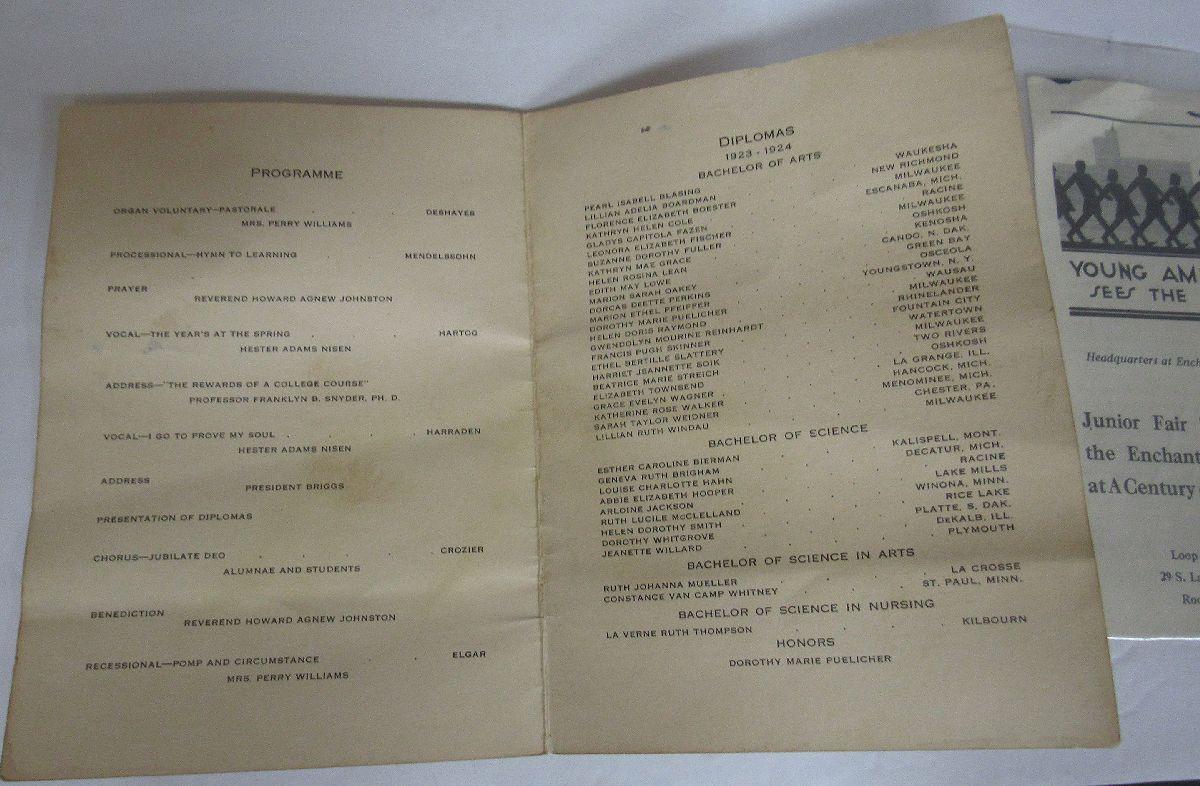 PROGRAMME
ORGAN VOLUNTARY—PASTORALE DESHAYES
MRS. PERRY WILLIAMS
PROCESSIONAL—HYMN TO LEARNING MENDELSSOHN
PRAYER
REVEREND HOWARD AGNEW JOHNSTON
VOCAL—THE YEAR'S AT THE SPRING HARTOG
HESTER ADAMS NISEN
ADDRESS—"THE REWARDS OF A COLLEGE COURSE"
PROFESSOR FRANKLYN B. SNYDER, PH. D.
VOCAL—I GO TO PROVE MY SOUL HARRADEN
HESTER ADAMS NISEN
ADDRESS
PRESIDENT BRIGGS
PRESENTATION OF DIPLOMAS
CHORUS—JUBILATE DEO CROZIER
ALUMNAE AND STUDENTS
BENEDICTION
REVEREND HOWARD AGNEW JOHNSTON
RECESSIONAL—POMP AND CIRCUMSTANCE ELGAR
MRS. PERRY WILLIAMS
DIPLOMAS
1923 - 1924
BACHELOR OF ARTS
PEARL ISABELL BLASING WAUKESHA
LILLIAN ADELIA BOARDMAN NEW RICHMOND
FLORENCE ELIZABETH BOESTER MILWAUKEE
KATHRYN HELEN COLE ESCANABA, MICH.
GLADYS CAPITOLA FAZEN RACINE
LEONORA ELIZABETH FISCHER MILWAUKEE
SUZANNE DOROTHY FULLER OSHKOSH
KATHRYN MAE GRACE KENOSHA
HELEN ROSINA LEAN CANDO, N. DAK.
EDITH MAY LOWE GREEN BAY
MARION SARAH OAKEY OSCEOLA
DORCAS DEETTE PERKINS YOUNGSTOWN, N. Y.
MARION ETHEL PFEIFFER WAUSAU
DOROTHY MARIE PUELICHER MILWAUKEE
HELEN DORIS RAYMOND RHINELANDER
GWENDOLYN MOURINE REINHARDT FOUNTAIN CITY
FRANCIS PUGH SKINNER WATERTOWN
ETHEL BERTILLE SLATTERY MILWAUKEE
HARRIET JEANNETTE SOIK TWO RIVERS
BEATRICE MARIE STREICH OSHKOSH
ELIZABETH TOWNSEND LA GRANGE, ILL.
GRACE EVELYN WAGNER HANCOCK, MICH.
KATHERINE ROSE WALKER MENOMINEE, MICH.
SARAH TAYLOR WEIDNER CHESTER, PA.
LILLIAN RUTH WINDAU MILWAUKEE
BACHELOR OF SCIENCE
ESTHER CAROLINE BIERMAN KALISPELL, MONT.
GENEVA RUTH BRIGHAM DECATUR, MICH.
LOUISE CHARLOTTE HAHN RACINE
ABBIE ELIZABETH HOOPER LAKE MILLS
ARLOINE JACKSON WINONA, MINN.
RUTH LUCILE McCLELLAND RICE LAKE
HELEN DOROTHY SMITH PLATTE, S, DAK.
DOROTHY WHITGROVE DeKALB, ILL.
JEANETTE WILLARD PLYMOUTH
BACHELOR OF SCIENCE IN ARTS
RUTH JOHANNA MUELLER LA CROSSE
CONSTANCE VAN CAMP WHITNEY ST. PAUL, MINN.
BACHELOR OF SCIENCE IN NURSING
LA VERNE RUTH THOMPSON KILBOURN
HONORS
DOROTHY MARIE PUELICHER
YOUNG AM
SEES THE
Headquarters at Ench
Junior Fair
the Enchant
at A Century
Loop
29 S. La
Roo